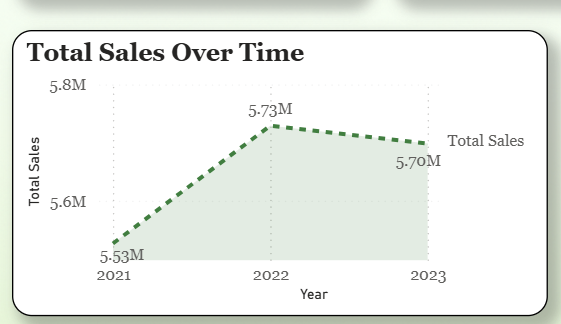 Total Sales Over Time
5.8M
5.73M
Total Sales
5.70M
Total Sales
5.6M
5.53M
2021 2022 2023
Year